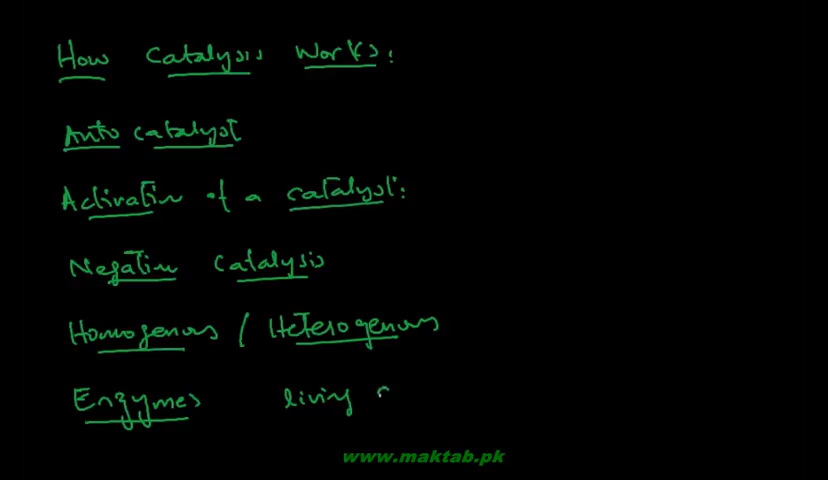 How Catalysis Works:
Auto catalyst
Activation of a catalyst:
Negative Catalysis
Homogenous / Heterogenous
Enzymes living
www.maktab.pk